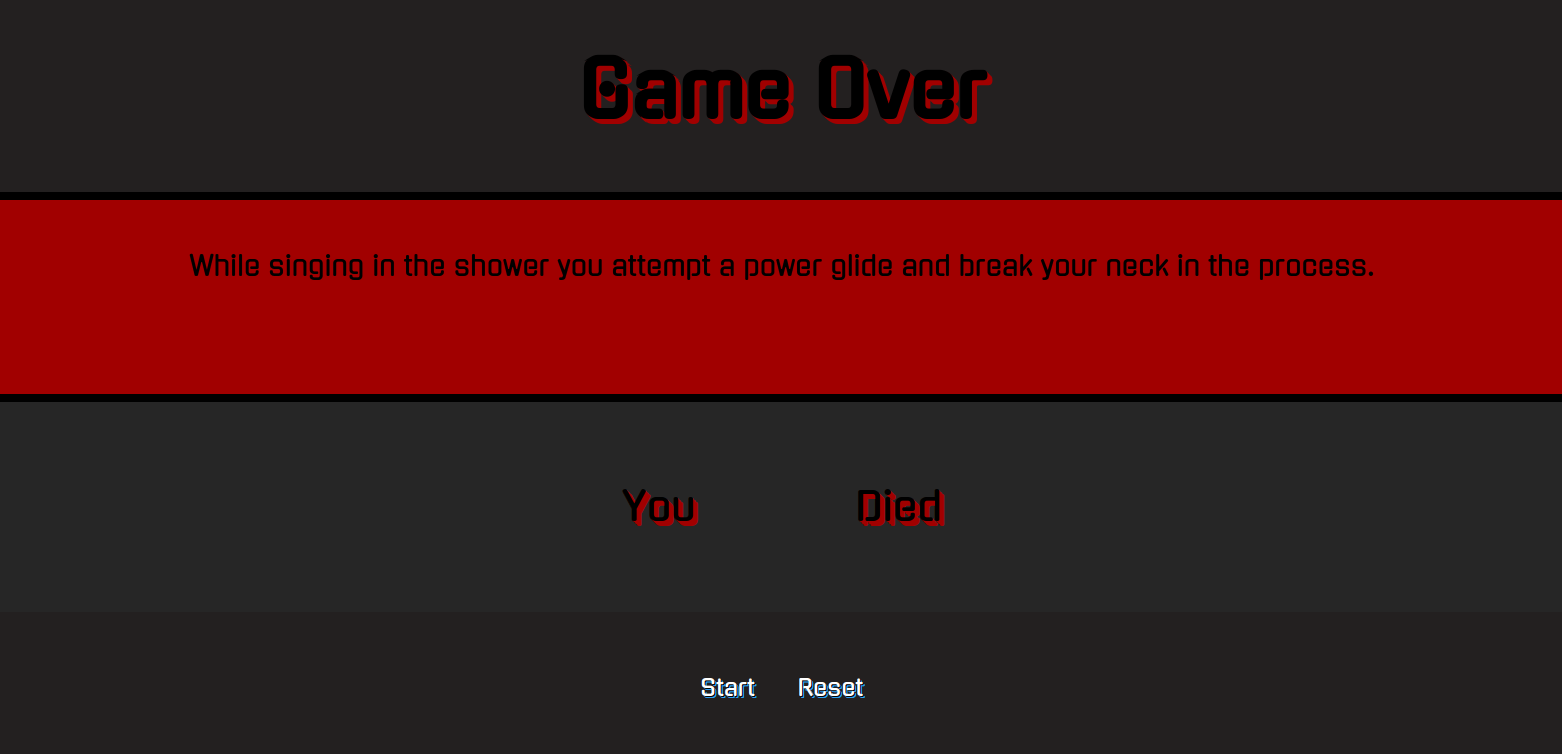 Game Over
While singing in the shower you attempt a power glide and break your neck in the process.
You Died
Start Reset